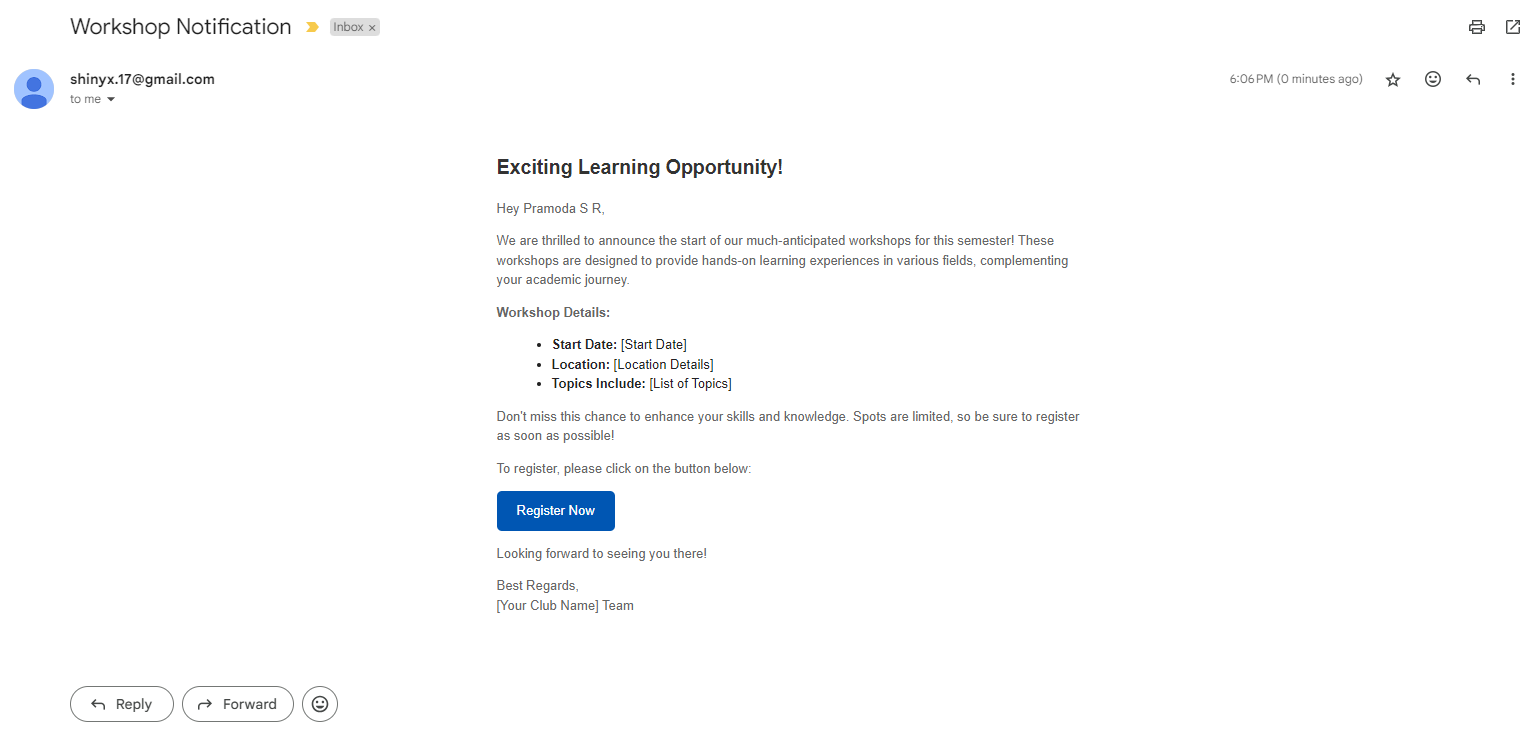 Workshop Notification Inbox ×
shinyx.17@gmail.com 6:06 PM (0 minutes ago)
to me
Exciting Learning Opportunity!
Hey Pramoda S R,
We are thrilled to announce the start of our much-anticipated workshops for this semester! These
workshops are designed to provide hands-on learning experiences in various fields, complementing
your academic journey.
Workshop Details:
• Start Date: [Start Date]
• Location: [Location Details]
• Topics Include: [List of Topics]
Don't miss this chance to enhance your skills and knowledge. Spots are limited, so be sure to register
as soon as possible!
To register, please click on the button below:
Register Now
Looking forward to seeing you there!
Best Regards,
[Your Club Name] Team
Reply Forward